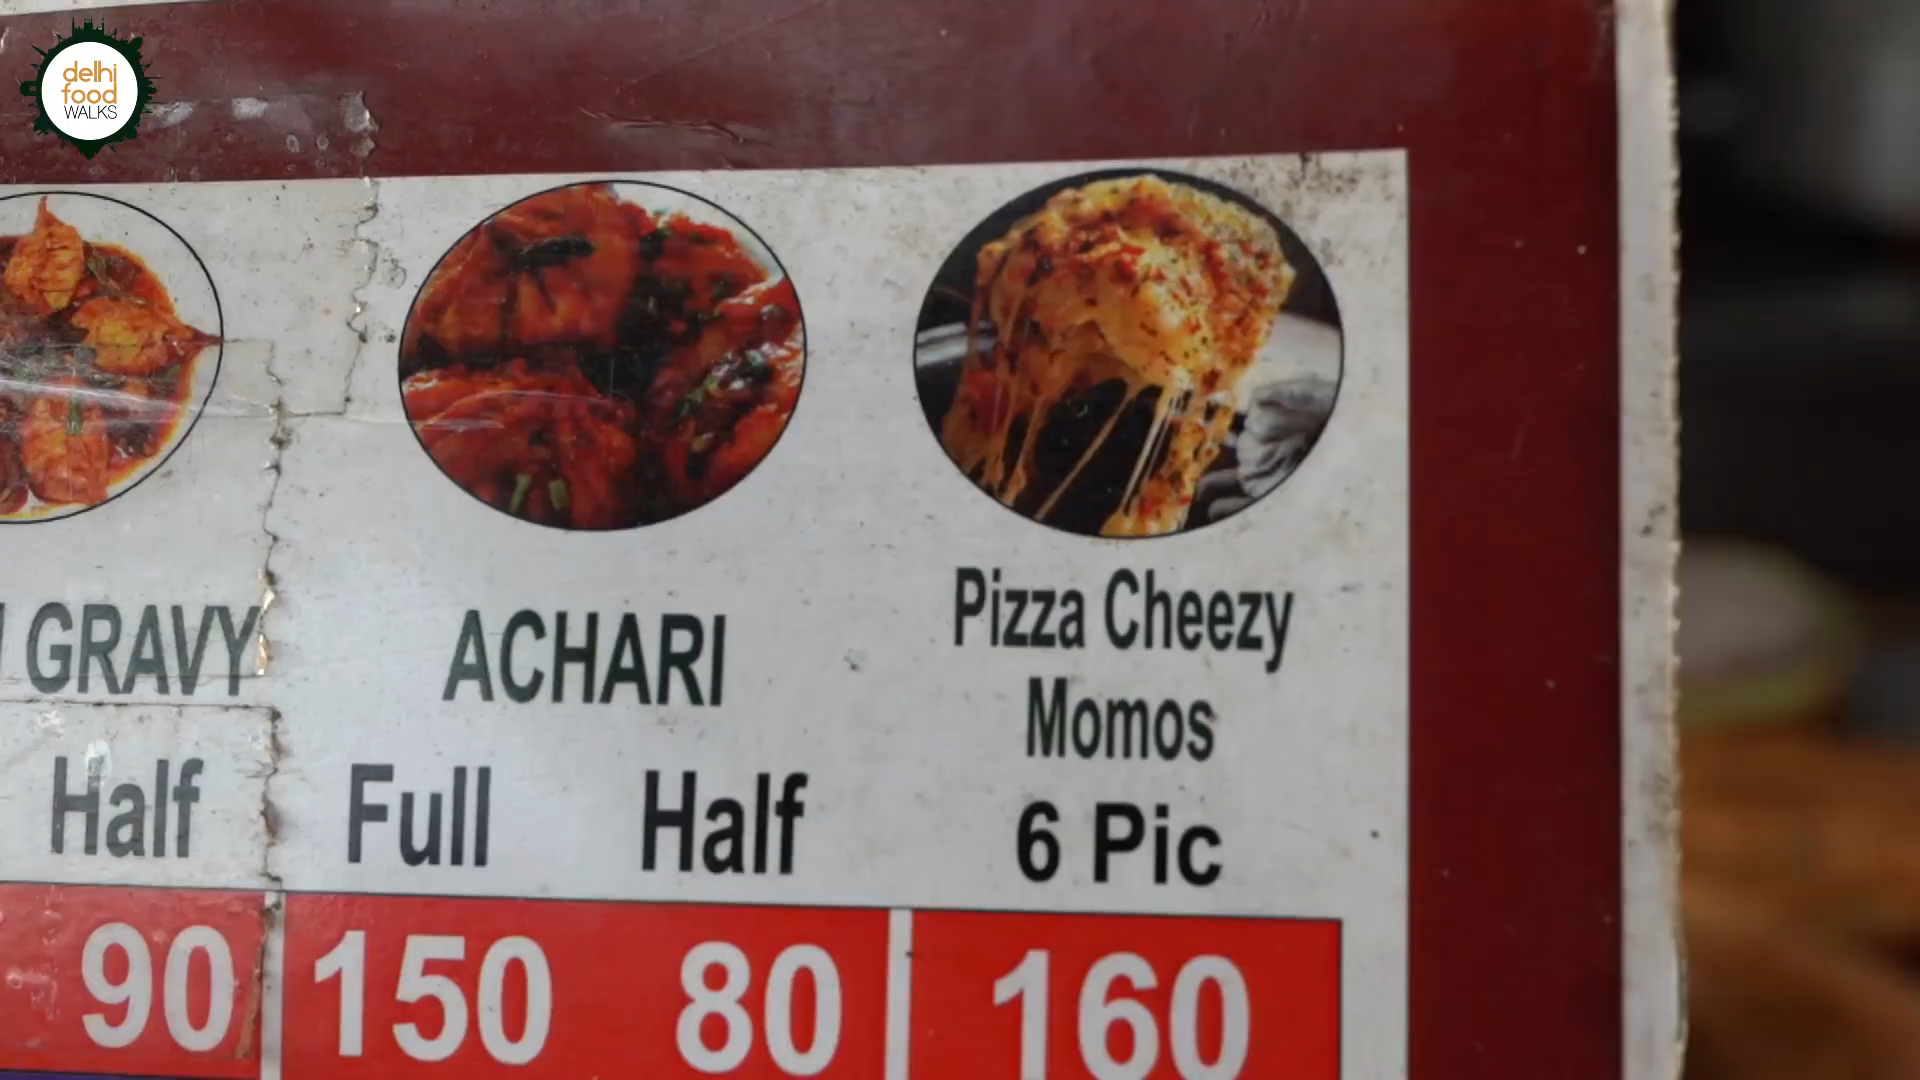 delhi
food
WALKS
GRAVY
ACHARI
Pizza Cheezy
Momos
Half
Full Half
6 Pic
90
150 80
160